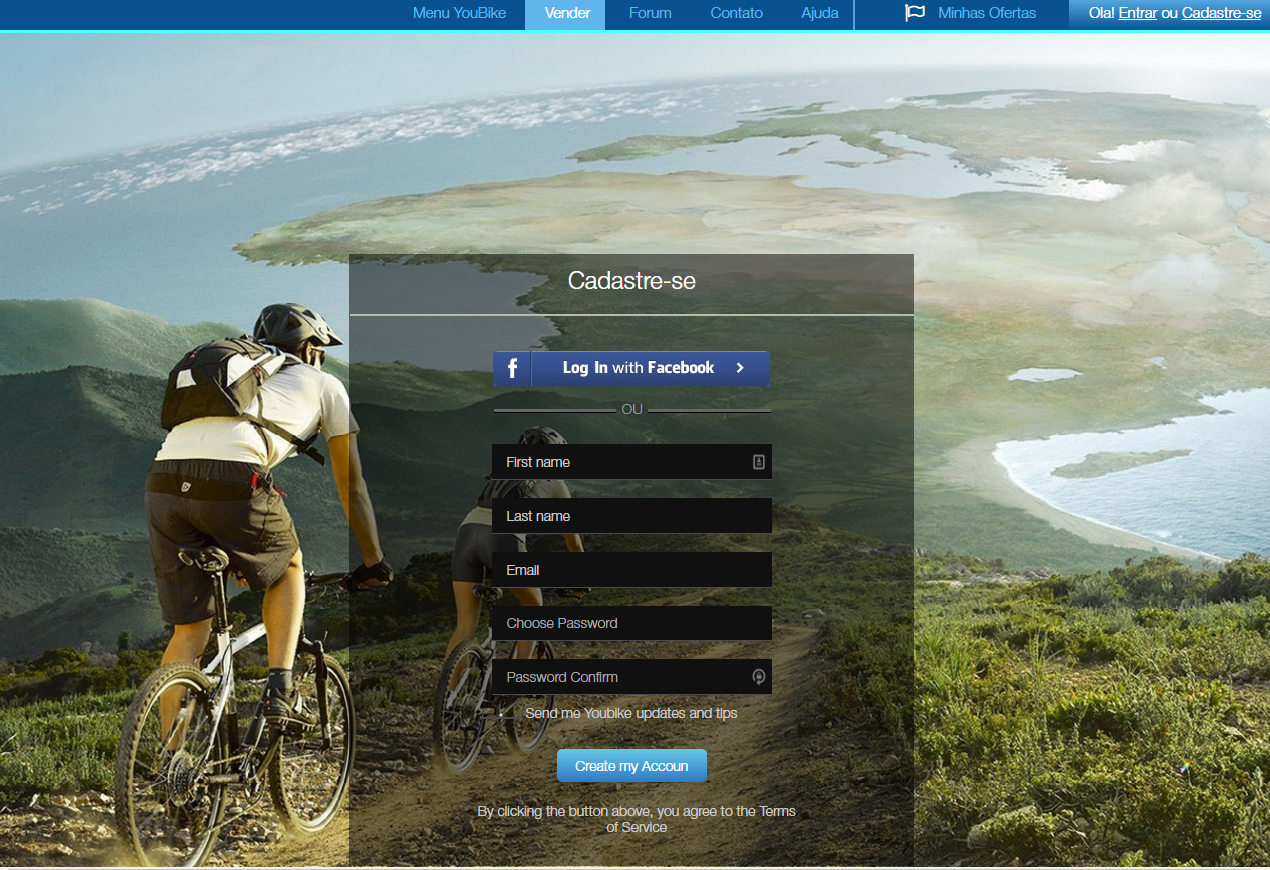 Menu YouBike Vender Forum Contato Ajuda Minhas Ofertas Ola! Entrar ou Cadastre-se
Cadastre-se
f Log In with Facebook
OU
First name
Last name
Email
Choose Password
Password Confirm
Send me Youbike updates and tips
Create my Accoun
By clicking the button above, you agree to the Terms
of Service